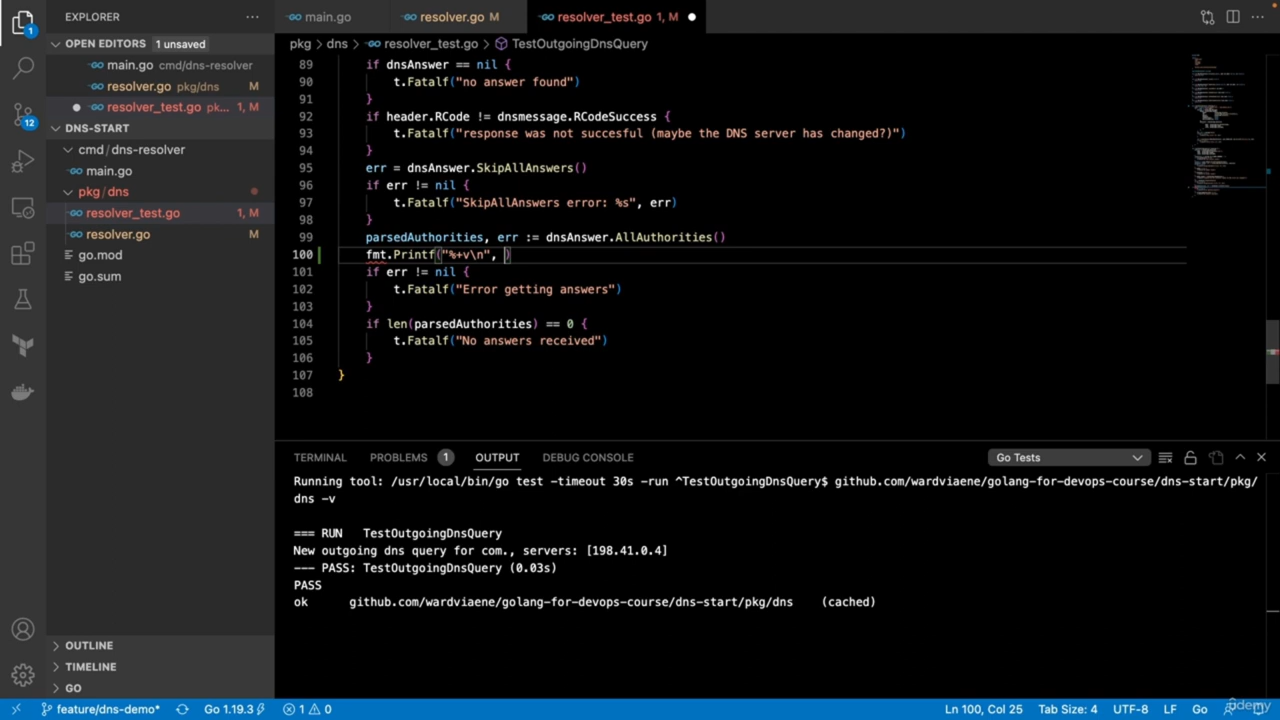 EXPLORER
main.go
resolver.go M
resolver_test.go 1, M
OPEN EDITORS 1 unsaved
main.go cmd/dns-resolver
resolver.go pkg/dns M
resolver_test.go pk... 1, M
DNS-START
cmd / dns-resolver
main.go
pkg / dns
resolver_test.go 1, M
resolver.go M
go.mod
go.sum
OUTLINE
TIMELINE
GO
1
12
pkg > dns > resolver_test.go > TestOutgoingDnsQuery
89 if dnsAnswer == nil {
90 t.Fatalf("no answer found")
91 }
92 if header.RCode != dnsmessage.RCodeSuccess {
93 t.Fatalf("response was not succesful (maybe the DNS server has changed?)")
94 }
95 err = dnsAnswer.SkipAllAnswers()
96 if err != nil {
97 t.Fatalf("SkipAllAnswers error: %s", err)
98 }
99 parsedAuthorities, err := dnsAnswer.AllAuthorities()
100 fmt.Printf("%+v\n", )
101 if err != nil {
102 t.Fatalf("Error getting answers")
103 }
104 if len(parsedAuthorities) == 0 {
105 t.Fatalf("No answers received")
106 }
107 }
108
TERMINAL PROBLEMS 1 OUTPUT DEBUG CONSOLE Go Tests
Running tool: /usr/local/bin/go test -timeout 30s -run ^TestOutgoingDnsQuery$ github.com/wardviaene/golang-for-devops-course/dns-start/pkg/
dns -v
=== RUN TestOutgoingDnsQuery
New outgoing dns query for com., servers: [198.41.0.4]
--- PASS: TestOutgoingDnsQuery (0.03s)
PASS
ok github.com/wardviaene/golang-for-devops-course/dns-start/pkg/dns (cached)
feature/dns-demo* Go 1.19.3 1 0 Ln 100, Col 25 Tab Size: 4 UTF-8 LF Go
udemy